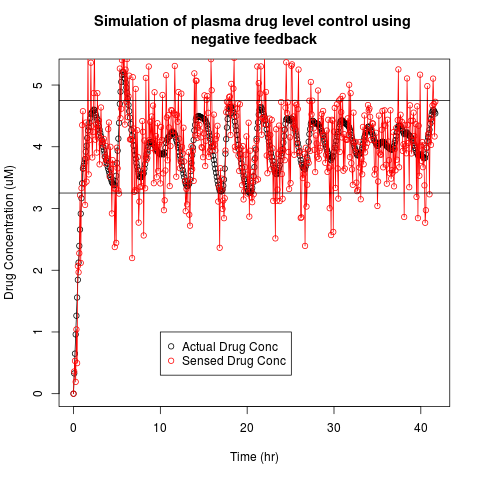 Simulation of plasma drug level control using
negative feedback
Drug Concentration (uM)
5
4
3
2
1
0
Actual Drug Conc
Sensed Drug Conc
0 10 20 30 40
Time (hr)